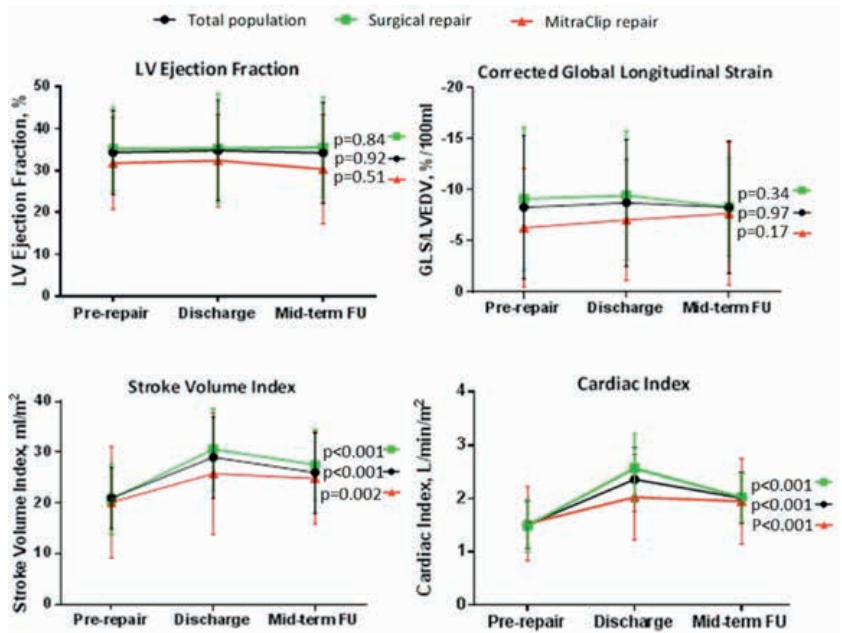 Total population Surgical repair MitraClip repair
LV Ejection Fraction
LV Ejection Fraction, %
50
40
30
20
10
0
p=0.84
p=0.92
p=0.51
Pre-repair Discharge Mid-term FU
Corrected Global Longitudinal Strain
GLS/LVEDV, %/100ml
-20
-15
-10
-5
-0
p=0.34
p=0.97
p=0.17
Pre-repair Discharge Mid-term FU
Stroke Volume Index
Stroke Volume Index, ml/m²
40
30
20
10
0
p<0.001
p<0.001
p=0.002
Pre-repair Discharge Mid-term FU
Cardiac Index
Cardiac Index, L/min/m²
4
3
2
1
0
p<0.001
p<0.001
P<0.001
Pre-repair Discharge Mid-term FU